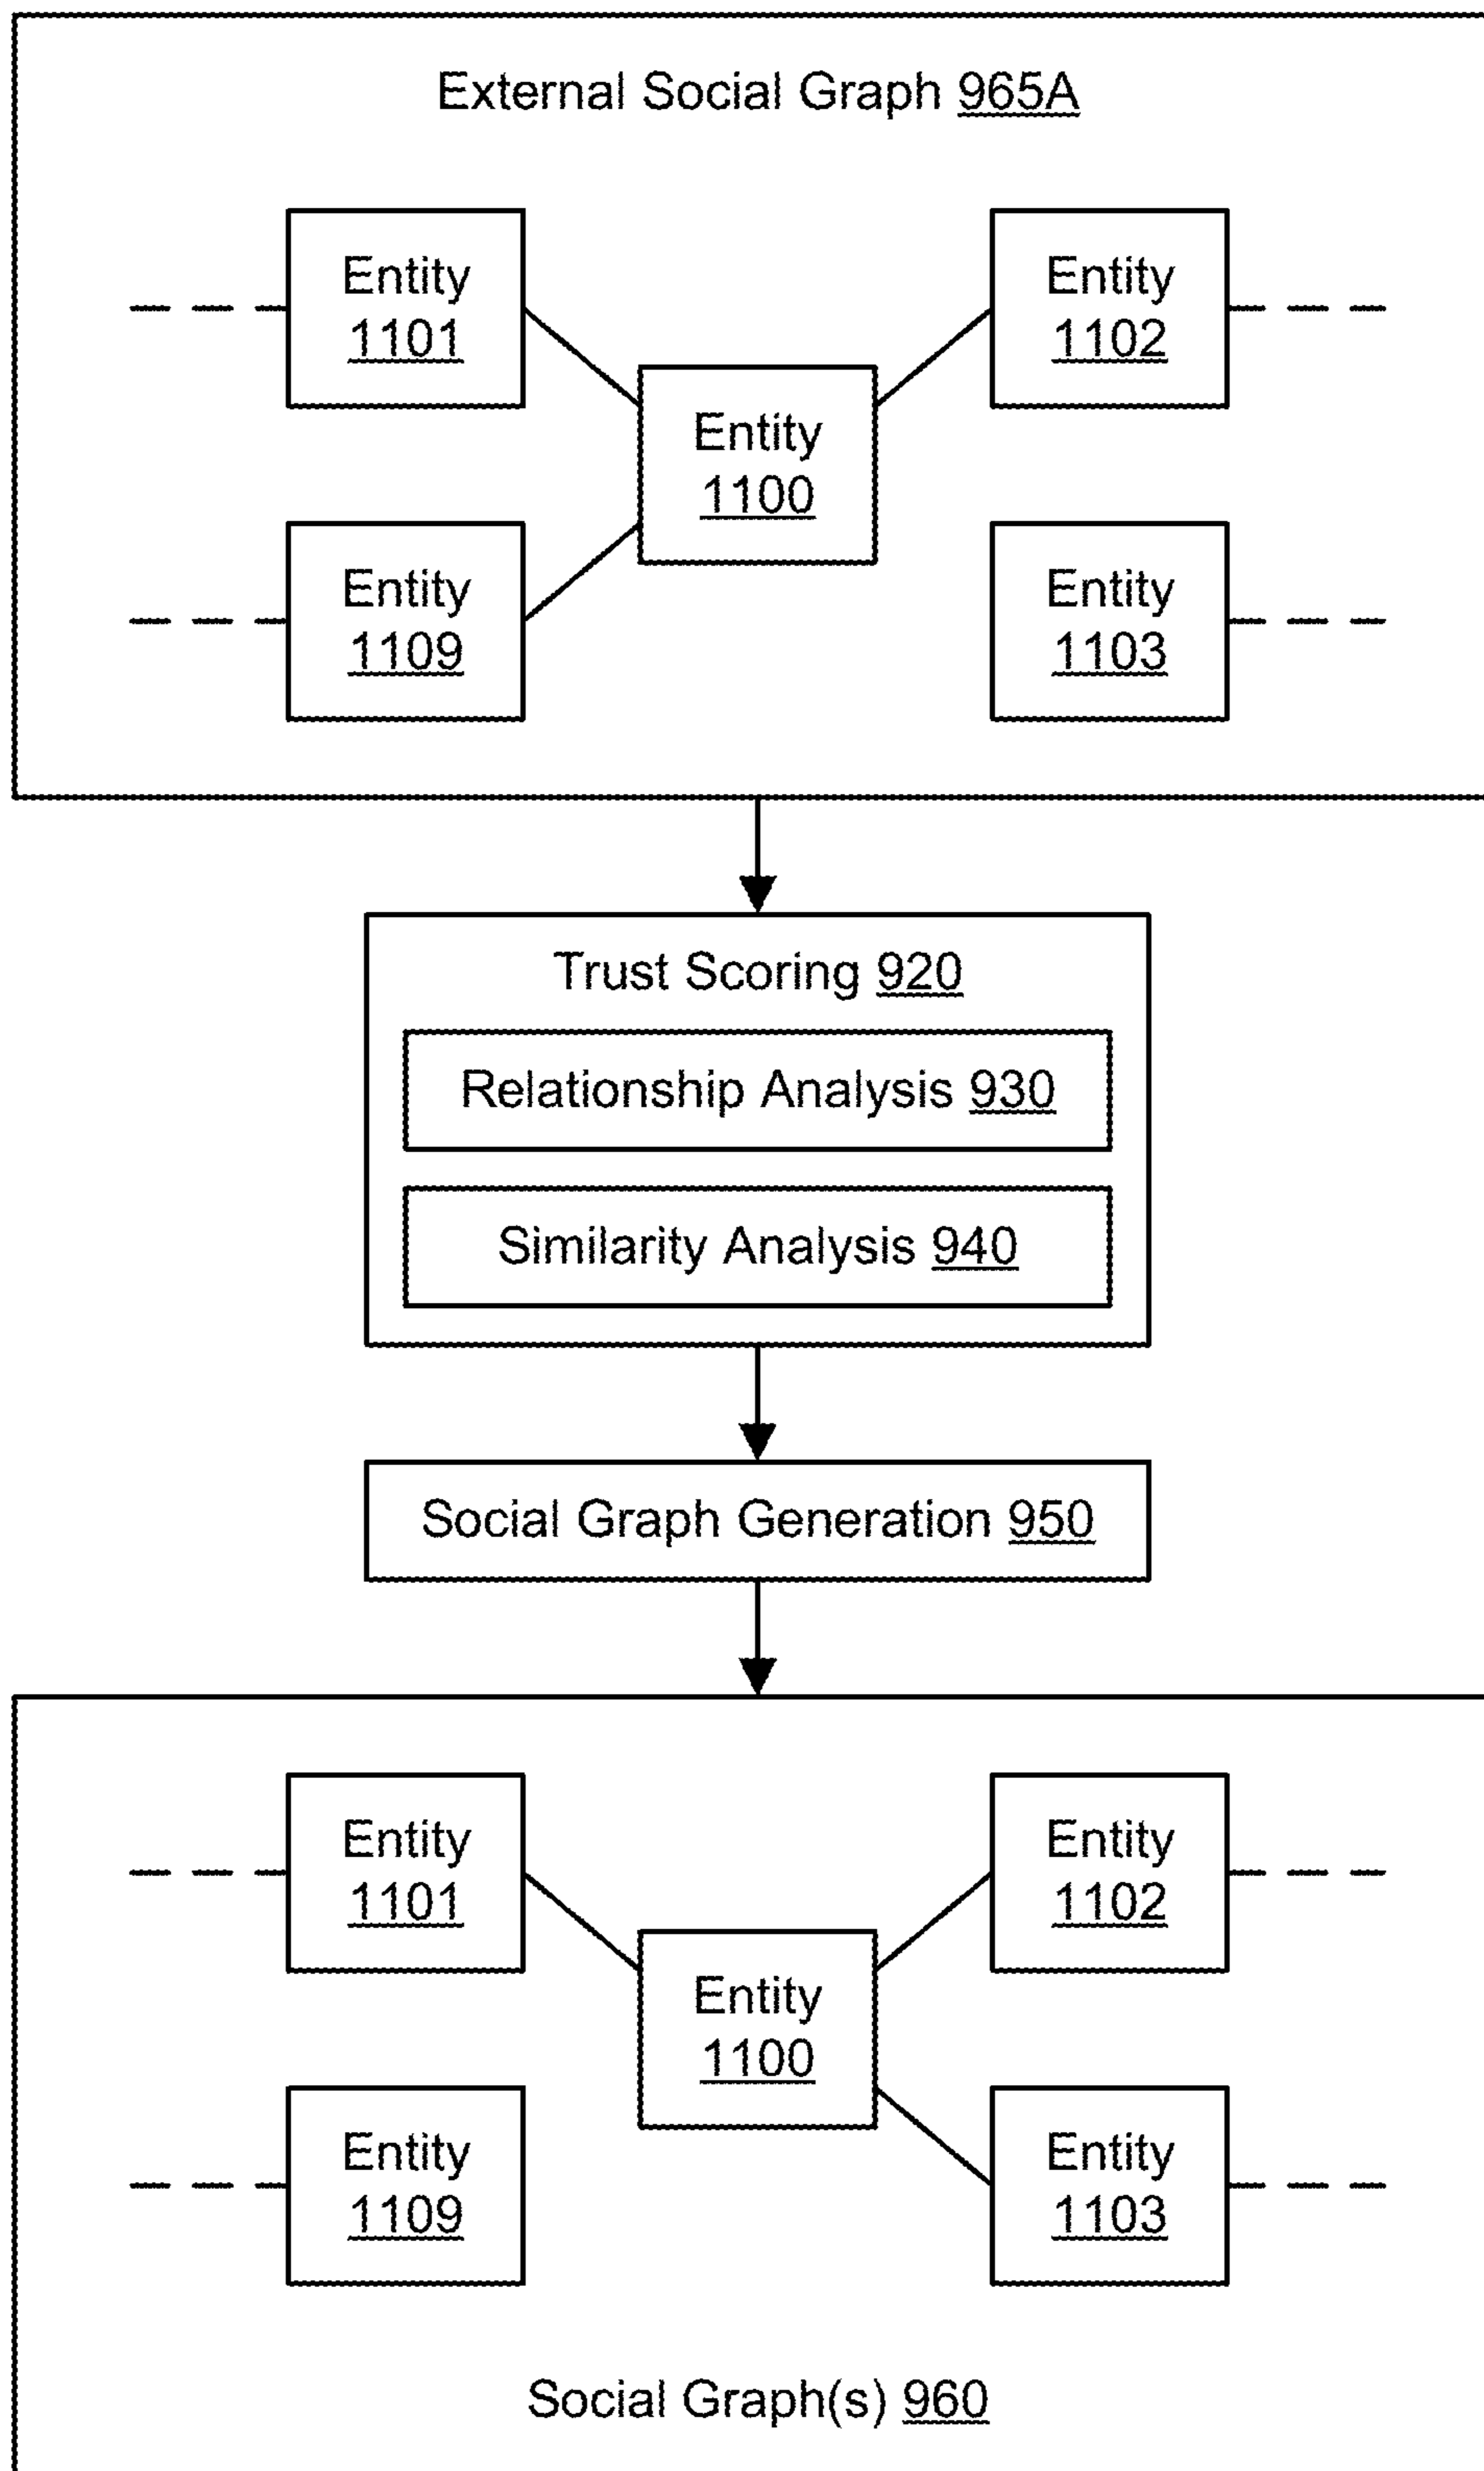 External Social Graph 965A
Entity
1101
Entity
1102
Entity
1100
Entity
1109
Entity
1103
Trust Scoring 920
Relationship Analysis 930
Similarity Analysis 940
Social Graph Generation 950
Entity
1101
Entity
1102
Entity
1100
Entity
1109
Entity
1103
Social Graph(s) 960